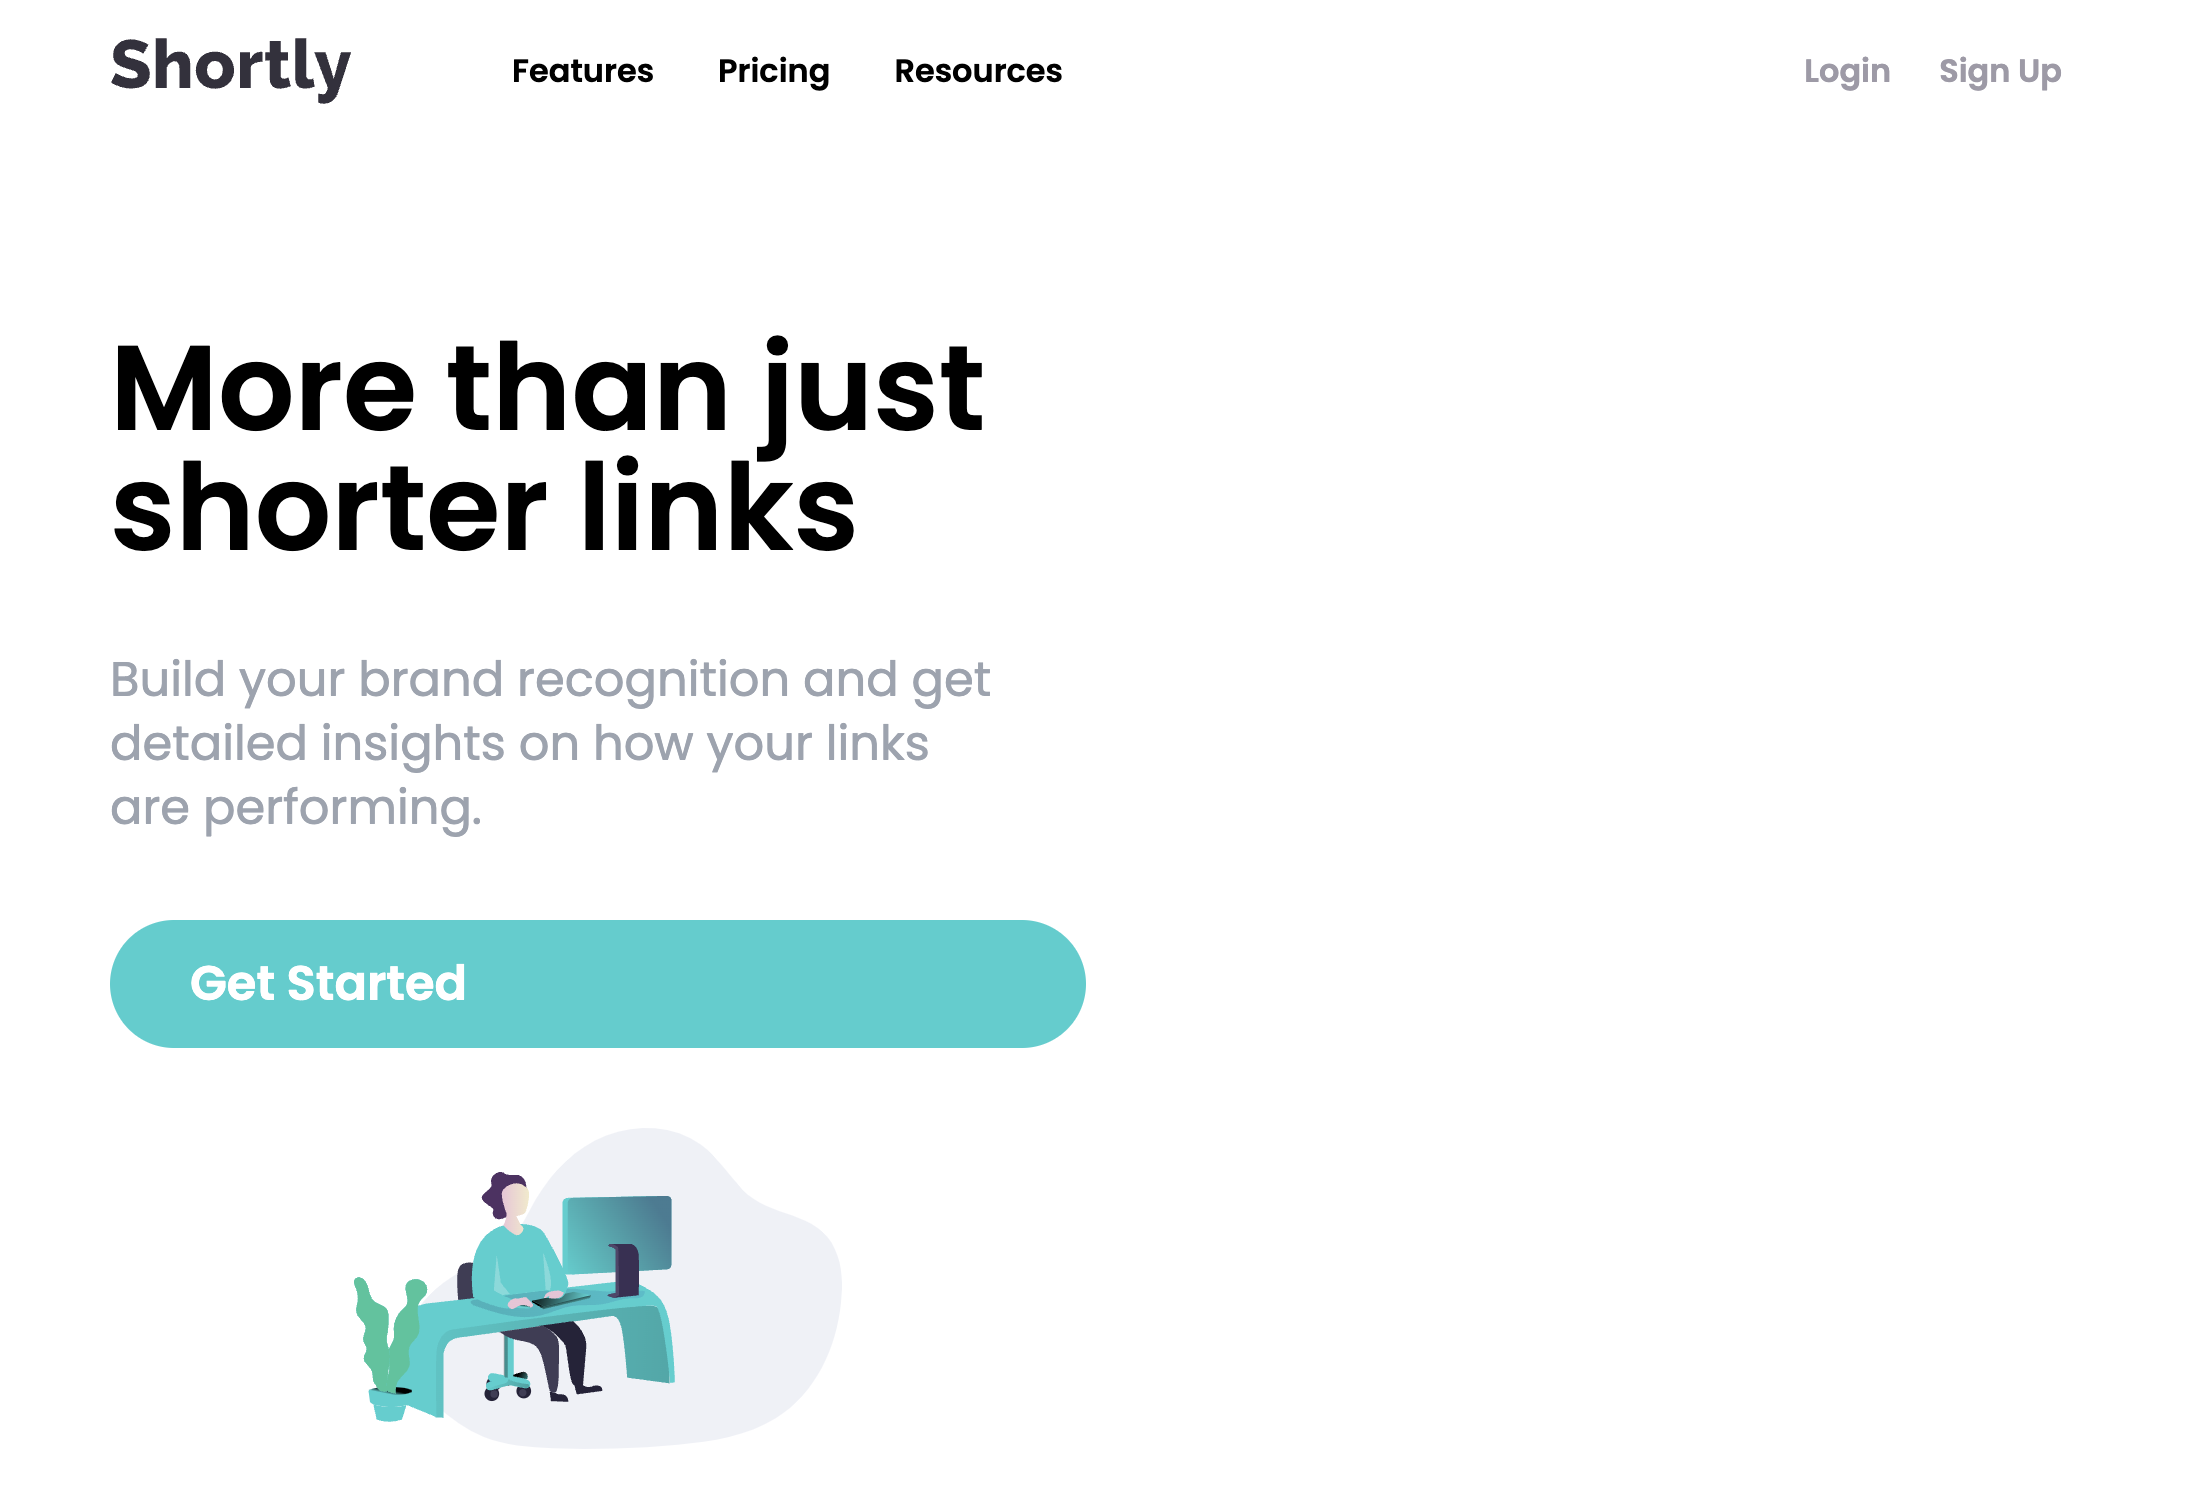 Shortly
Features Pricing Resources
Login Sign Up
More than just
shorter links
Build your brand recognition and get
detailed insights on how your links
are performing.
Get Started